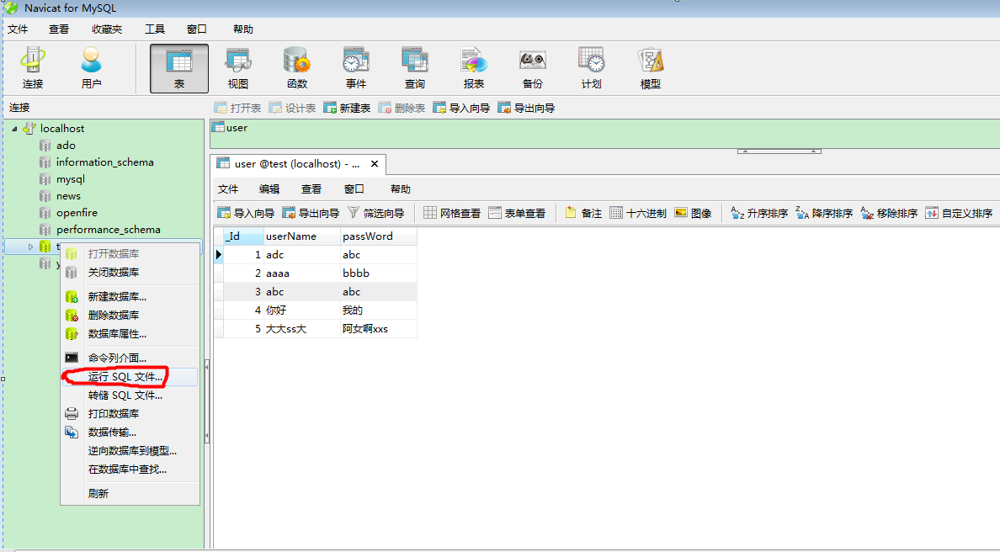 Navicat for MySQL
文件 查看 收藏夹 工具 窗口 帮助
连接 用户 表 视图 函数 事件 查询 报表 备份 计划 模型
连接
打开表 设计表 新建表 删除表 导入向导 导出向导
localhost
ado
information_schema
mysql
news
openfire
performance_schema
t
y
打开数据库
关闭数据库
新建数据库...
删除数据库
数据库属性...
命令列介面...
运行 SQL 文件...
转储 SQL 文件...
打印数据库
数据传输...
逆向数据库到模型...
在数据库中查找...
刷新
user
user @test (localhost) - ...
文件 编辑 查看 窗口 帮助
导入向导 导出向导 筛选向导 网格查看 表单查看 备注 十六进制 图像 升序排序 降序排序 移除排序 自定义排序
_Id userName passWord
1 adc abc
2 aaaa bbbb
3 abc abc
4 你好 我的
5 大大ss大 阿女啊xxs